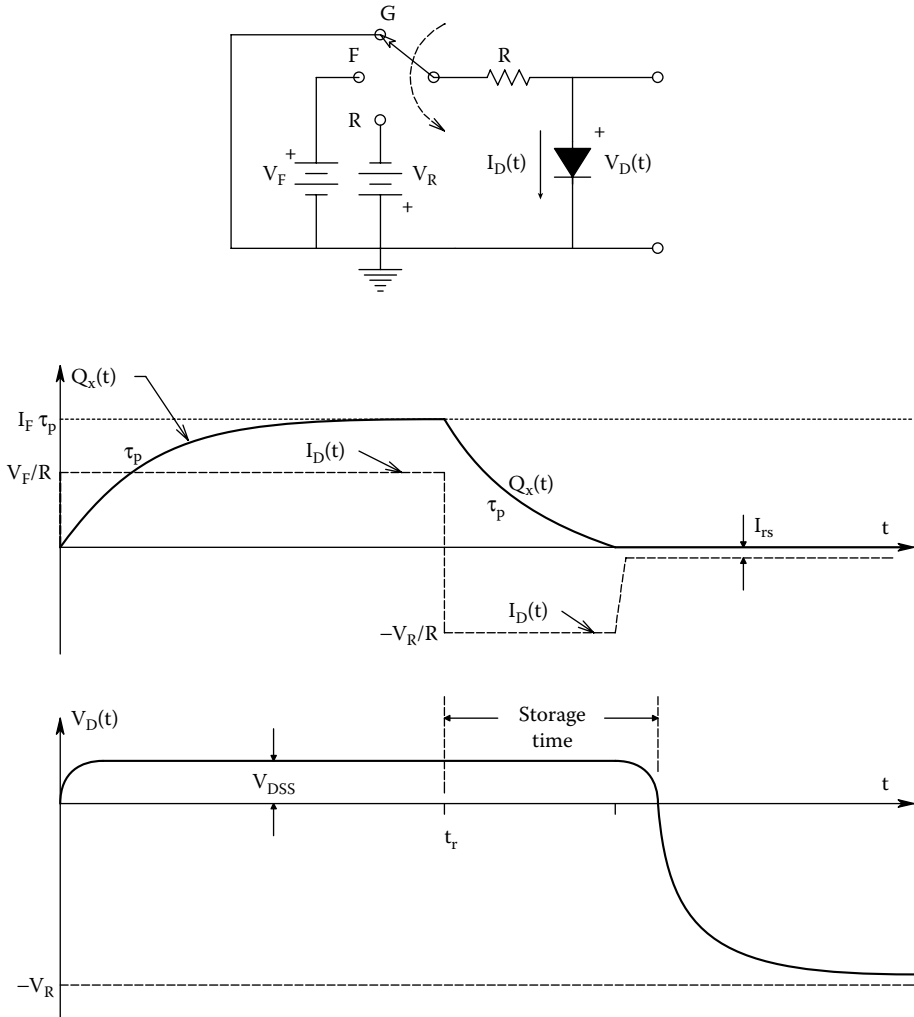 G
F
R
R
+
V_F
V_R
+
I_D(t)
+
V_D(t)
Q_x(t)
I_F τ_p
τ_p
I_D(t)
V_F/R
Q_x(t)
τ_p
I_rs
t
I_D(t)
–V_R/R
V_D(t)
Storage
time
V_DSS
t
t_r
–V_R